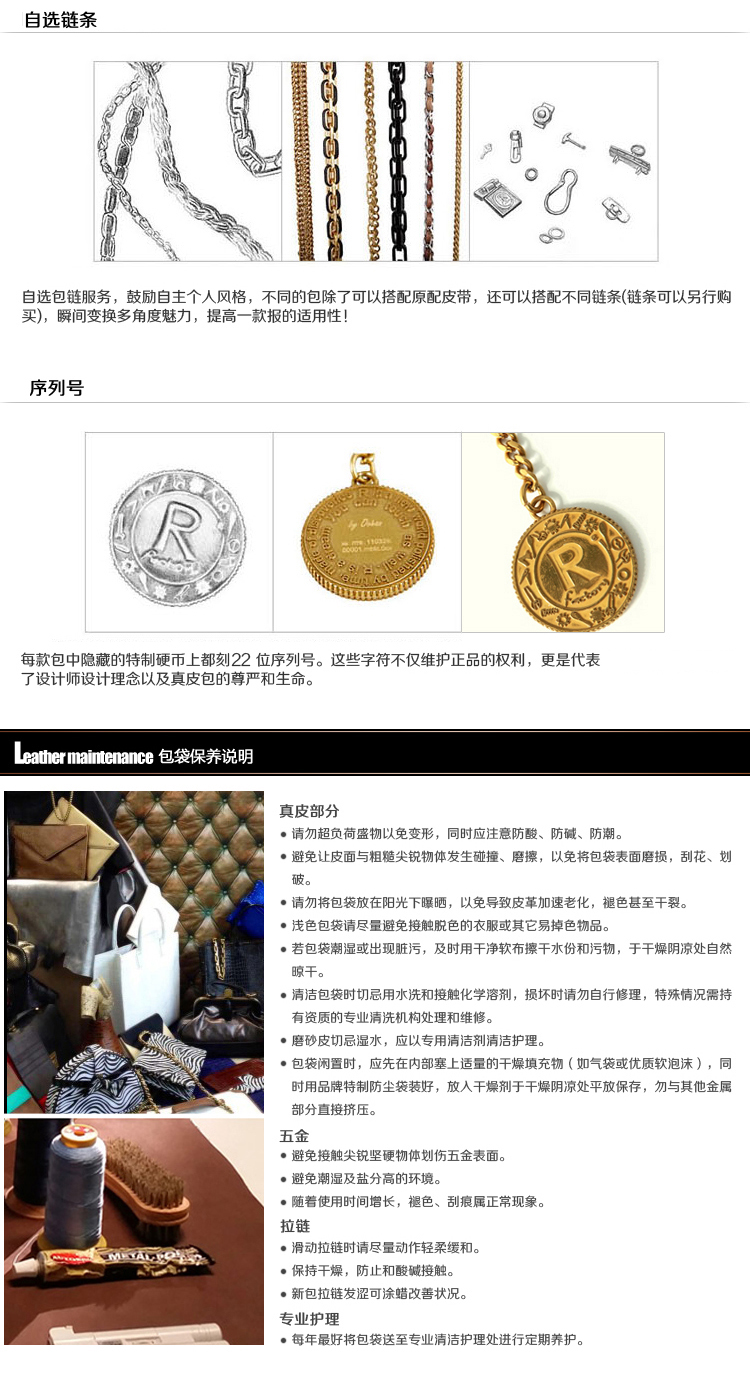 自选链条
自选包链服务，鼓励自主个人风格，不同的包除了可以搭配原配皮带，还可以搭配不同链条(链条可以另行购
买)，瞬间变换多角度魅力，提高一款报的适用性！
序列号
R
factory
by
R
factory
每款包中隐藏的特制硬币上都刻22 位序列号。这些字符不仅维护正品的权利，更是代表
了设计师设计理念以及真皮包的尊严和生命。
Leather maintenance 包袋保养说明
真皮部分
● 请勿超负荷盛物以免变形，同时应注意防酸、防碱、防潮。
● 避免让皮面与粗糙尖锐物体发生碰撞、磨擦，以免将包袋表面磨损，刮花、划
破。
● 请勿将包袋放在阳光下曝晒，以免导致皮革加速老化，褪色甚至干裂。
● 浅色包袋请尽量避免接触脱色的衣服或其它易掉色物品。
● 若包袋潮湿或出现脏污，及时用干净软布擦干水份和污物，于干燥阴凉处自然
晾干。
● 清洁包袋时切忌用水洗和接触化学溶剂，损坏时请勿自行修理，特殊情况需持
有资质的专业清洗机构处理和维修。
● 磨砂皮切忌湿水，应以专用清洁剂清洁护理。
● 包袋闲置时，应先在内部塞上适量的干燥填充物（如气袋或优质软泡沫），同
时用品牌特制防尘袋装好，放人干燥剂于干燥阴凉处平放保存，勿与其他金属
部分直接挤压。
五金
● 避免接触尖锐坚硬物体划伤五金表面。
● 避免潮湿及盐分高的环境。
● 随着使用时间增长，褪色、刮痕属正常现象。
METAL
拉链
● 滑动拉链时请尽量动作轻柔缓和。
● 保持干燥，防止和酸碱接触。
● 新包拉链发涩可涂蜡改善状况。
专业护理
● 每年最好将包袋送至专业清洁护理处进行定期养护。